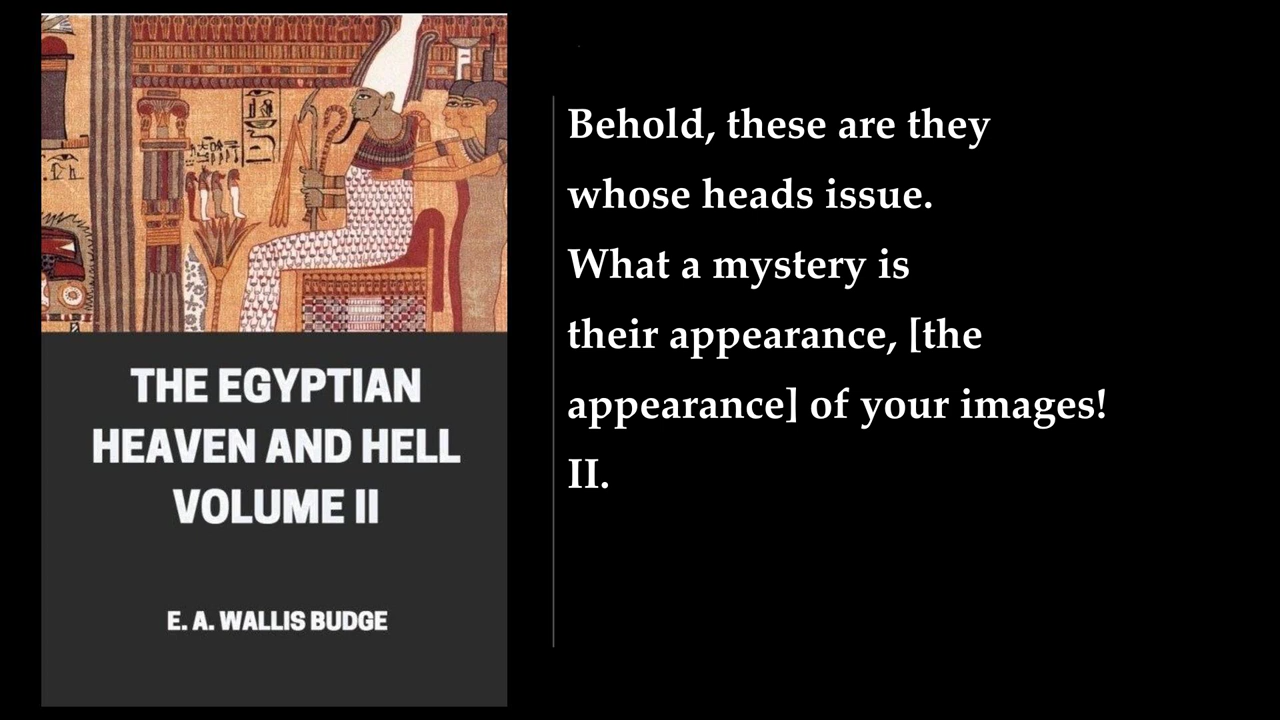 THE EGYPTIAN
HEAVEN AND HELL
VOLUME II
E. A. WALLIS BUDGE
Behold, these are they
whose heads issue.
What a mystery is
their appearance, [the
appearance] of your images!
II.